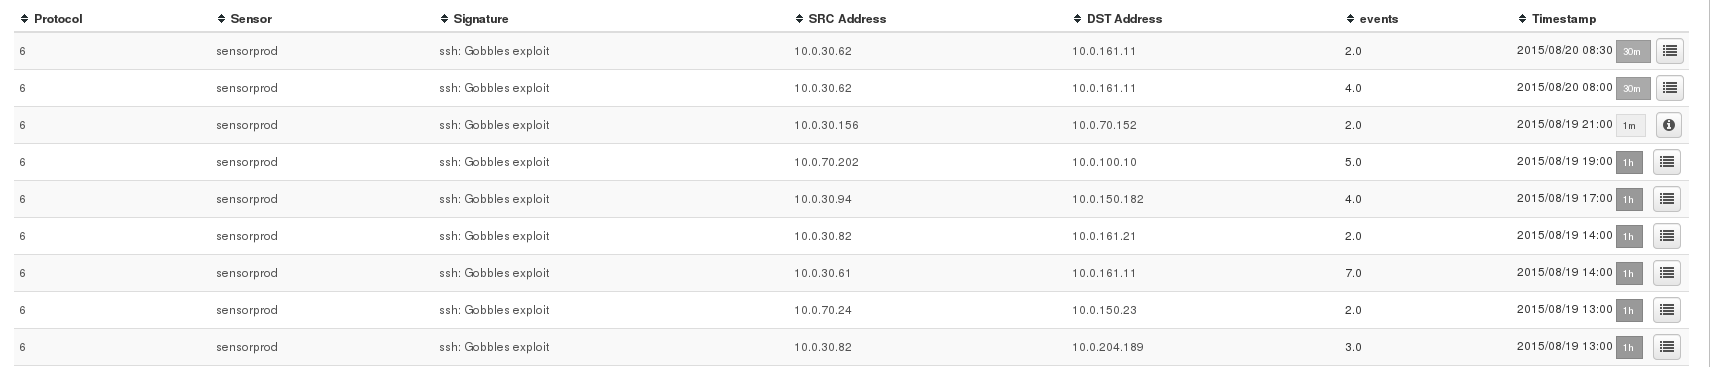 Protocol Sensor Signature SRC Address DST Address events Timestamp
6 sensorprod ssh: Gobbles exploit 10.0.30.62 10.0.161.11 2.0 2015/08/20 08:30 30m
6 sensorprod ssh: Gobbles exploit 10.0.30.62 10.0.161.11 4.0 2015/08/20 08:00 30m
6 sensorprod ssh: Gobbles exploit 10.0.30.156 10.0.70.152 2.0 2015/08/19 21:00 1m
6 sensorprod ssh: Gobbles exploit 10.0.70.202 10.0.100.10 5.0 2015/08/19 19:00 1h
6 sensorprod ssh: Gobbles exploit 10.0.30.94 10.0.150.182 4.0 2015/08/19 17:00 1h
6 sensorprod ssh: Gobbles exploit 10.0.30.82 10.0.161.21 2.0 2015/08/19 14:00 1h
6 sensorprod ssh: Gobbles exploit 10.0.30.61 10.0.161.11 7.0 2015/08/19 14:00 1h
6 sensorprod ssh: Gobbles exploit 10.0.70.24 10.0.150.23 2.0 2015/08/19 13:00 1h
6 sensorprod ssh: Gobbles exploit 10.0.30.82 10.0.204.189 3.0 2015/08/19 13:00 1h